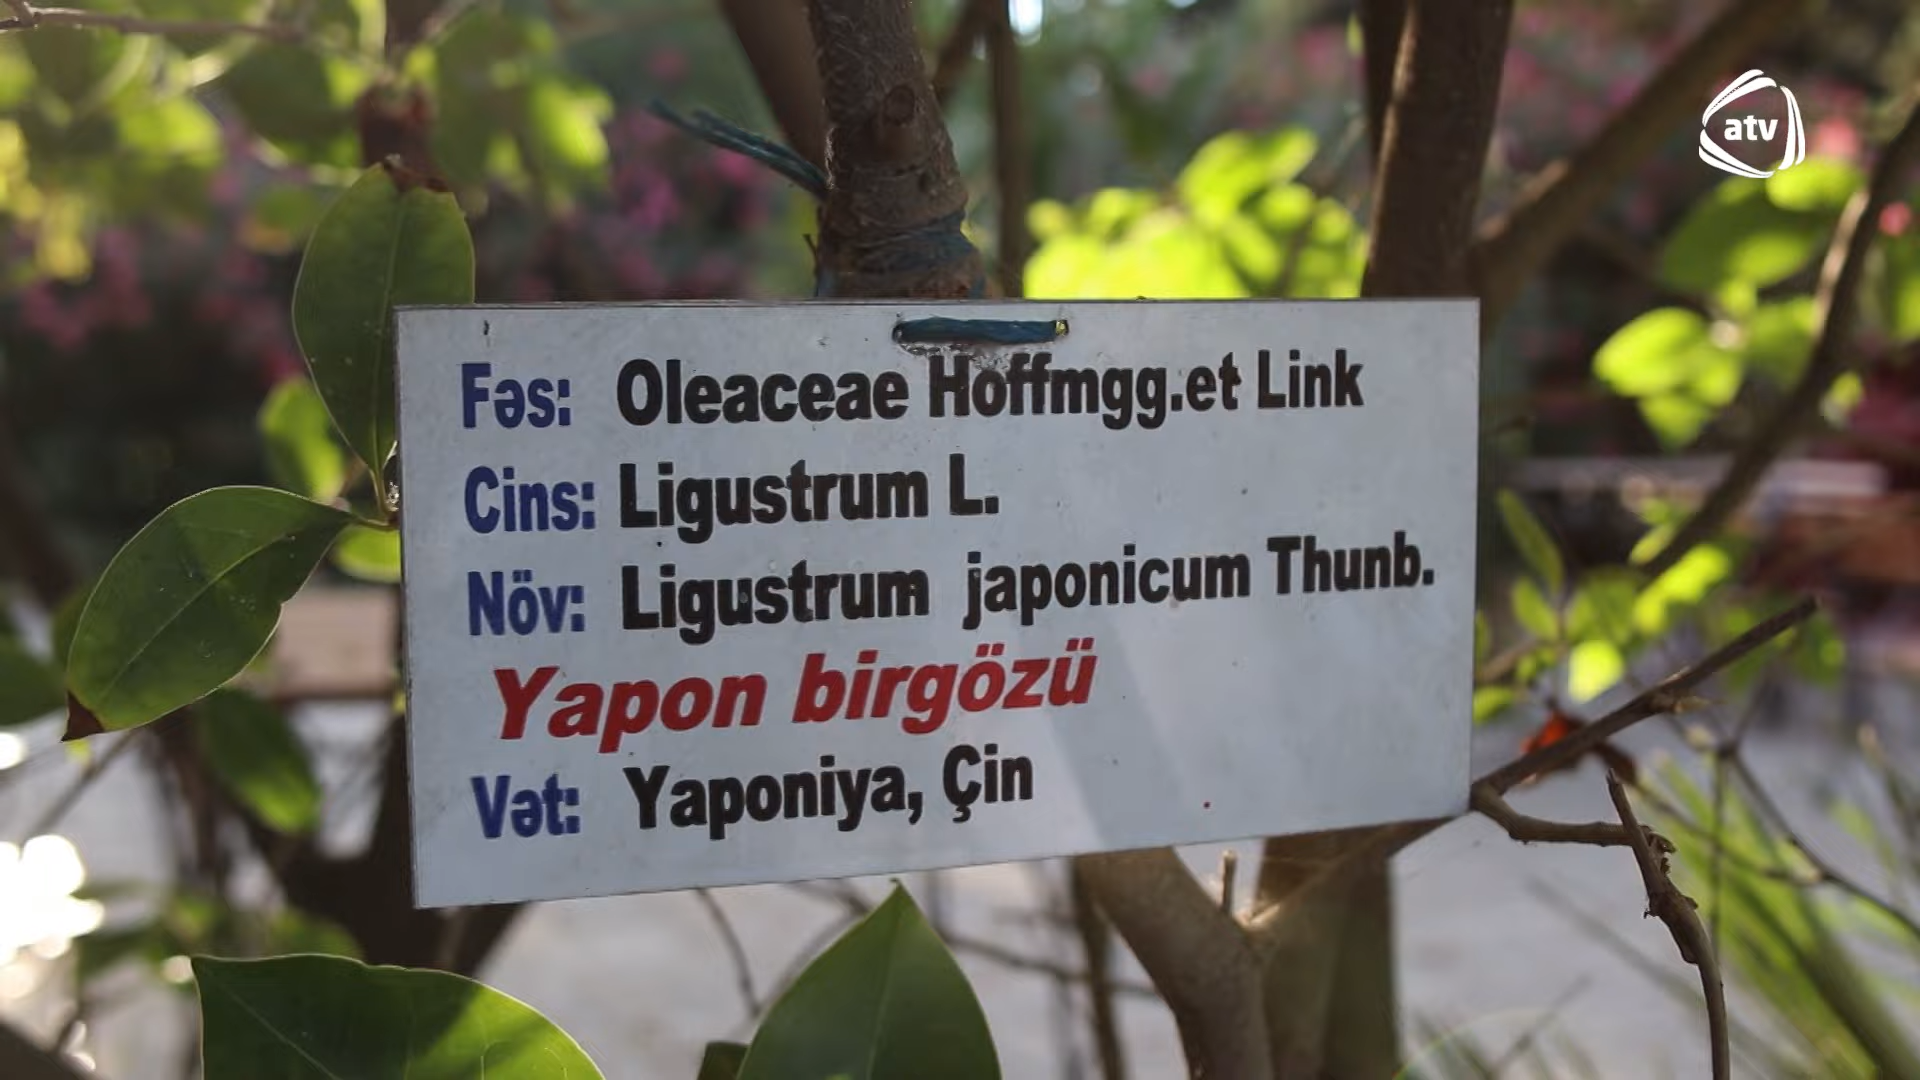 atv
Fəs: Oleaceae Hoffmgg.et Link
Cins: Ligustrum L.
Növ: Ligustrum japonicum Thunb.
Yapon birgözü
Vət: Yaponiya, Çin